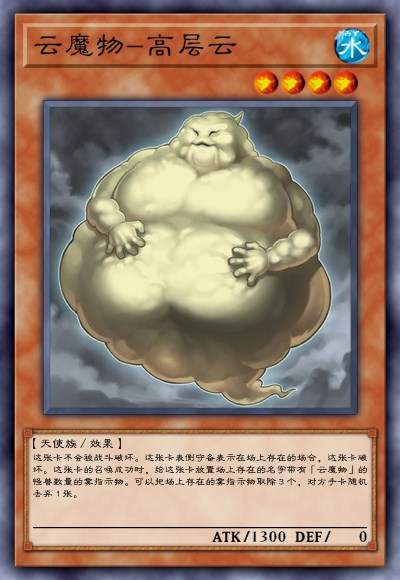 云魔物-高层云
水
【天使族／效果】
这张卡不会被战斗破坏。这张卡表侧守备表示在场上存在的场合，这张卡破
坏。这张卡的召唤成功时，给这张卡放置场上存在的名字带有「云魔物」的
怪兽数量的雾指示物。可以把场上存在的雾指示物取除３个，对方手卡随机
丢弃１张。
ATK/1300 DEF/ 0